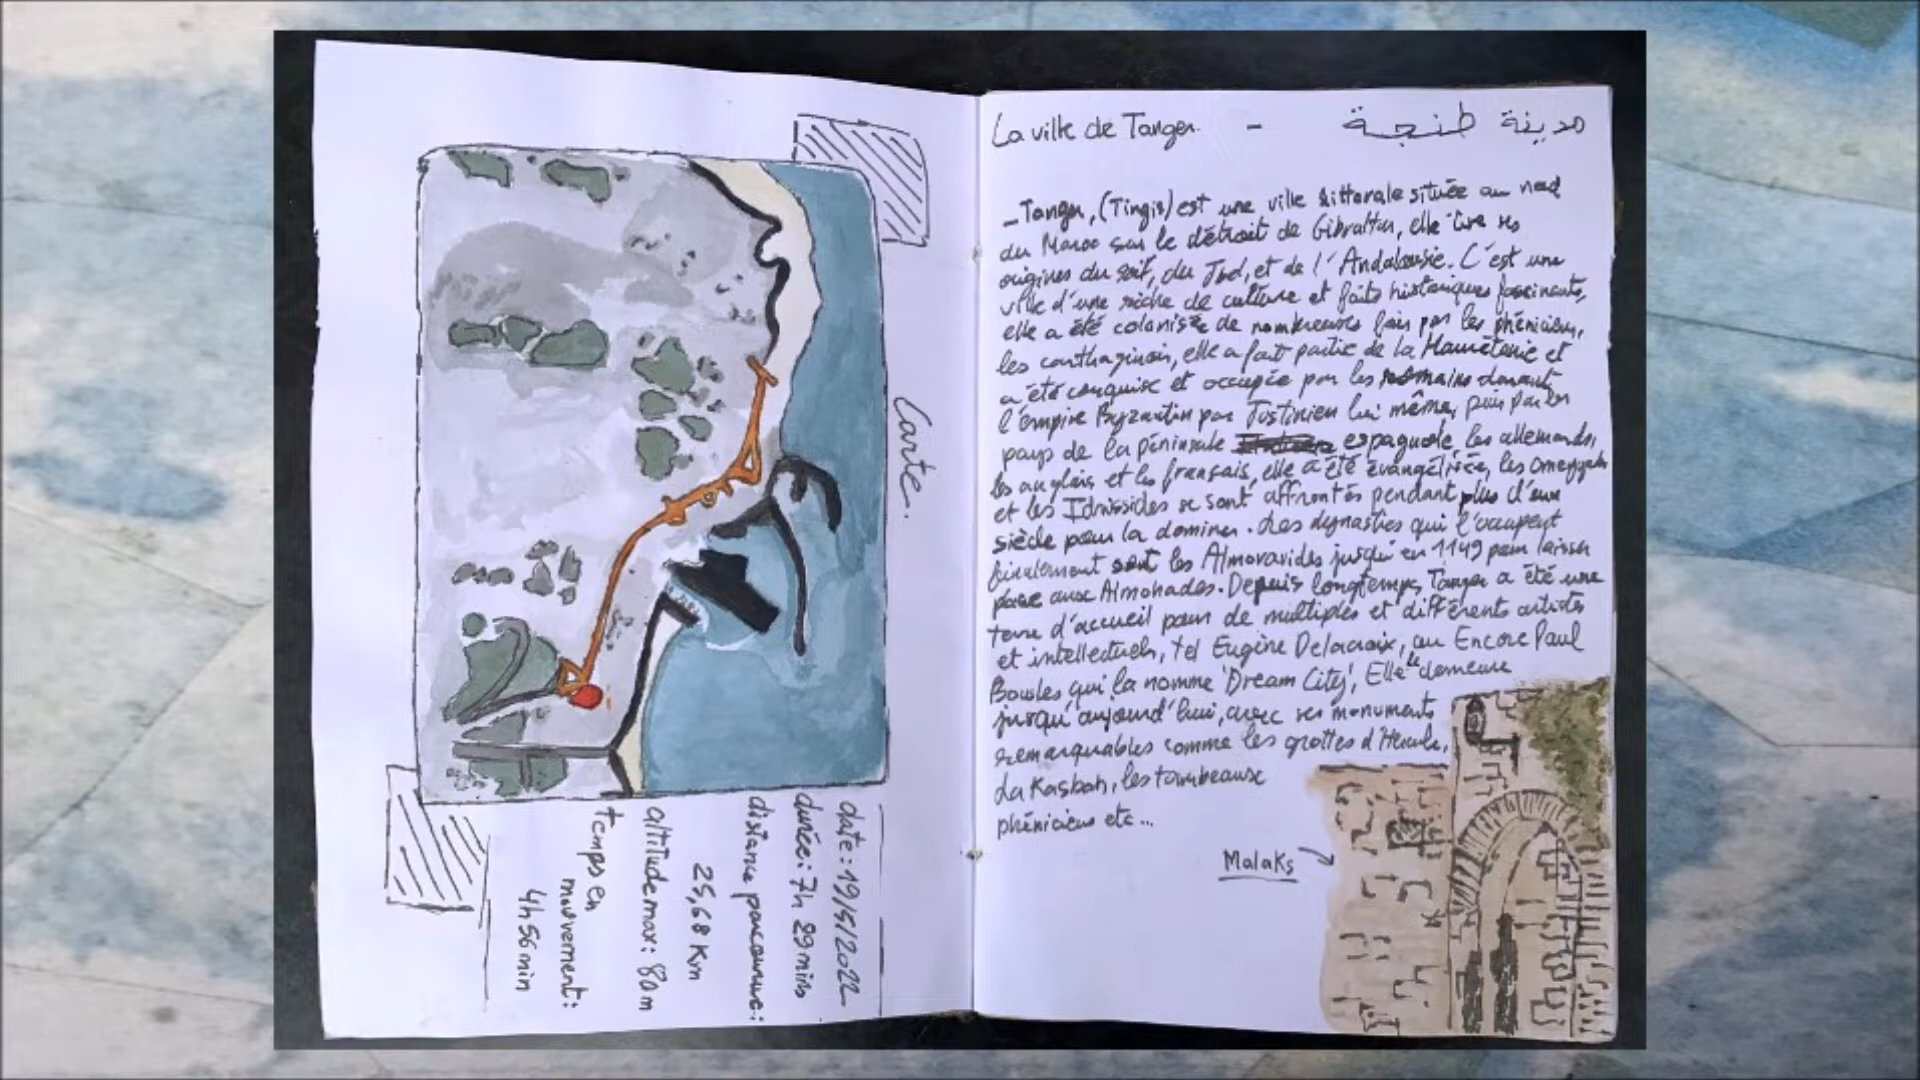 Carte.
date : 19/5/2022
durée : 7h 29 mins
distance parcourue :
25,68 Km
altitude max : 80 m
temps en
mouvement :
4h 56 min
La ville de Tanger - مدينة طنجة
_Tanger, (Tingis) est une ville littorale située au nord
du Maroc sur le détroit de Gibraltar, elle tire ses
origines du Rif, du Jbel, et de l'Andalousie. C'est une
ville d'une riche de culture et faits historiques fascinants,
elle a été colonisée de nombreuses fois par les phéniciens,
les carthaginois, elle a fait partie de la Maurétanie et
a été conquise et occupée par les romains durant
l'empire Byzantin par Justinien lui même, puis par les
pays de la péninsule espagnole, les allemands,
les anglais et les français, elle a été évangélisée, les Omeyyads
et les Idrissides se sont affrontés pendant plus d'un
siècle pour la dominer. Les dynasties qui l'occupent
finalement sont les Almoravides jusqu'en 1149 pour laisser
place aux Almohades. Depuis longtemps, Tanger a été une
terre d'accueil pour de multiples et différents artistes
et intellectuels, tel Eugène Delacroix, ou Encore Paul
Bowles qui la nomme 'Dream City', Elle le demeure
jusqu'aujourd'hui, avec ses monuments
remarquables comme les grottes d'Hercule,
La Kasbah, les tombeaux
phéniciens etc...
Malaks